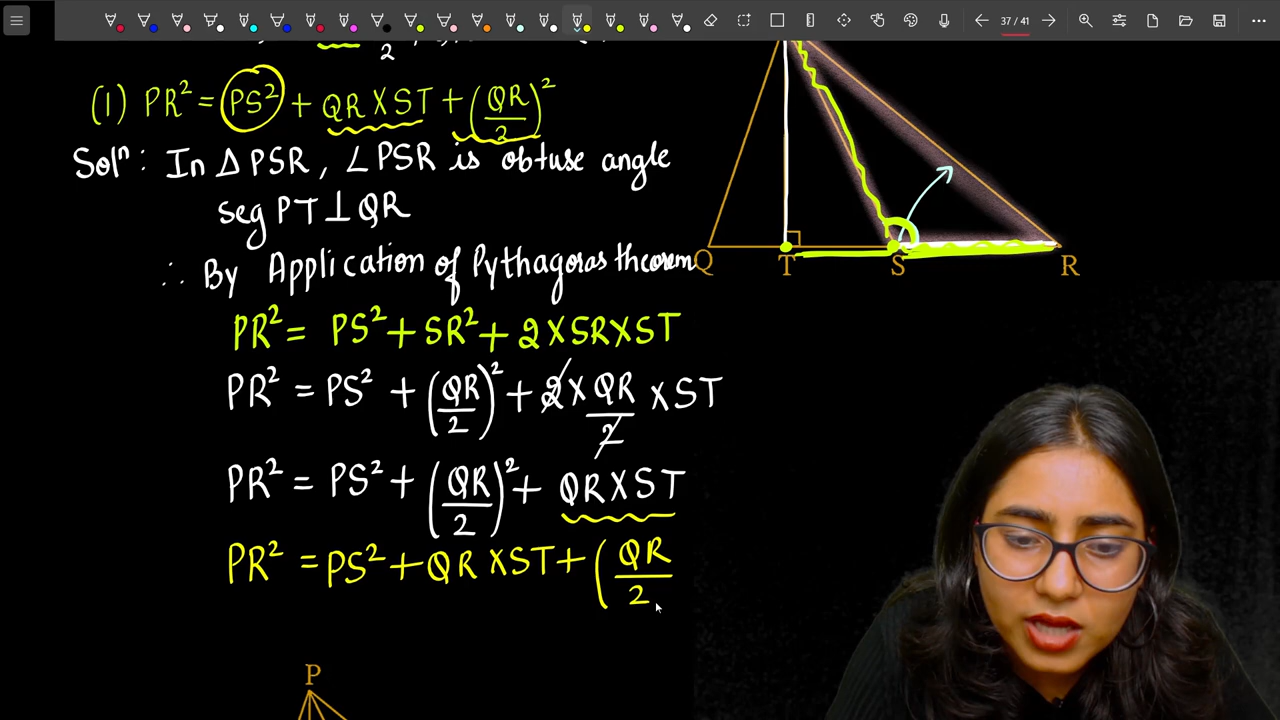 37 / 41
2
(1) PR² = PS² + QR X ST + (QR/2)²
Solⁿ : In △PSR, ∠PSR is obtuse angle
seg PT ⊥ QR
∴ By Application of Pythagoras theorem
PR² = PS² + SR² + 2 X SR X ST
PR² = PS² + (QR/2)² + 2 X QR/2 X ST
PR² = PS² + (QR/2)² + QR X ST
PR² = PS² + QR X ST + (QR/2
Q T S R
P